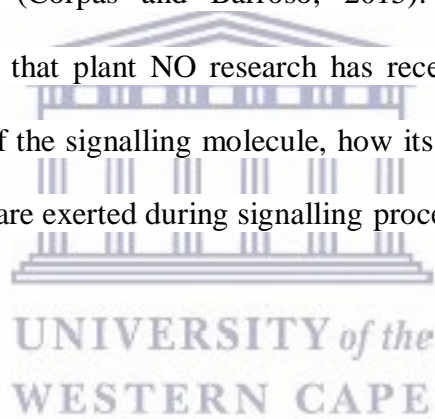 (Corpas and Barroso, 2015).
that plant NO research has rece
f the signalling molecule, how its
are exerted during signalling proce
UNIVERSITY of the
WESTERN CAPE